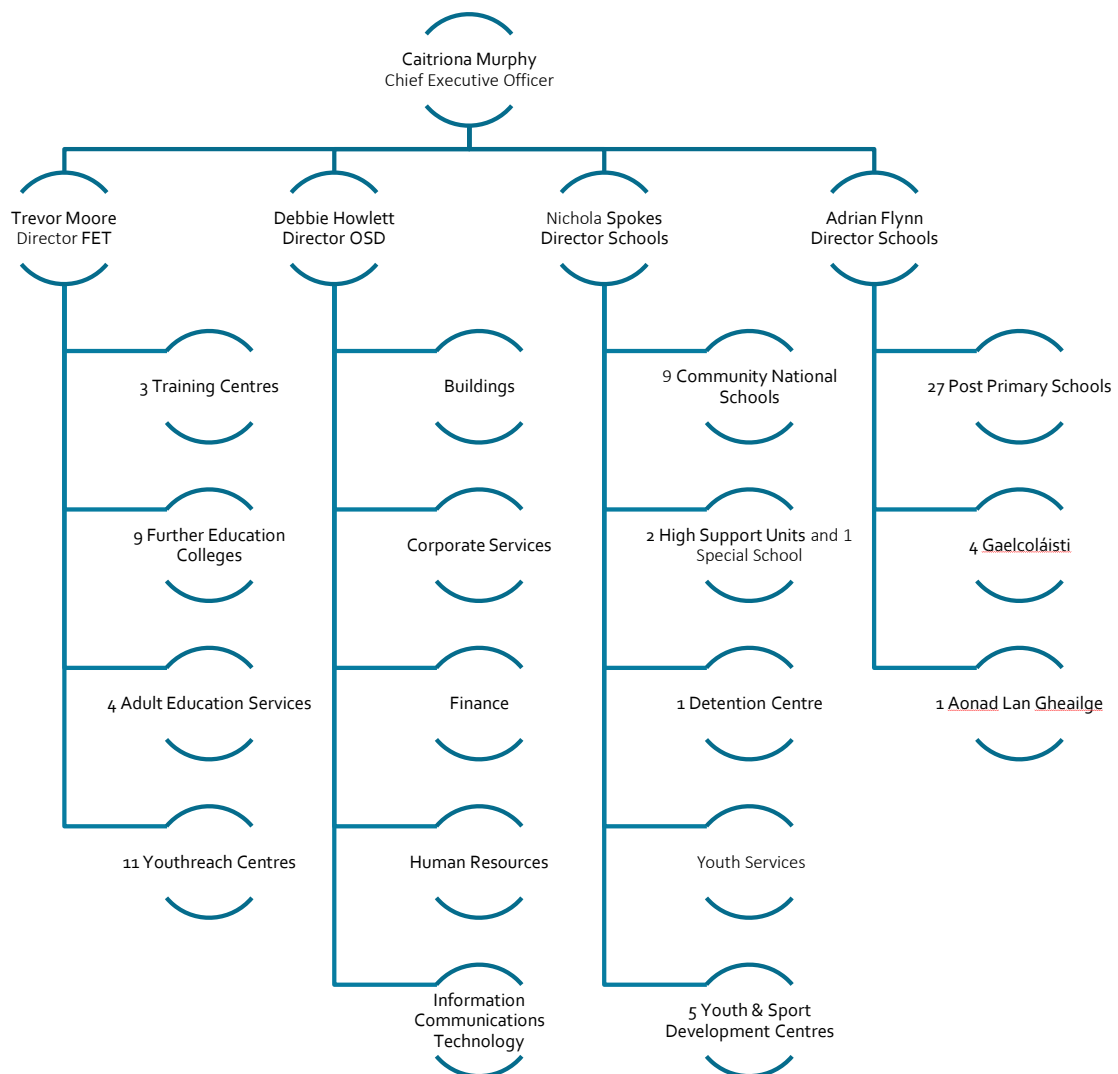 Caitriona Murphy
Chief Executive Officer
Trevor Moore
Director FET
Debbie Howlett
Director OSD
Nichola Spokes
Director Schools
Adrian Flynn
Director Schools
3 Training Centres
9 Further Education
Colleges
4 Adult Education Services
11 Youthreach Centres
Buildings
Corporate Services
Finance
Human Resources
Information
Communications
Technology
9 Community National
Schools
2 High Support Units and 1
Special School
1 Detention Centre
Youth Services
5 Youth & Sport
Development Centres
27 Post Primary Schools
4 Gaelcoláisti
1 Aonad Lan Gheailge